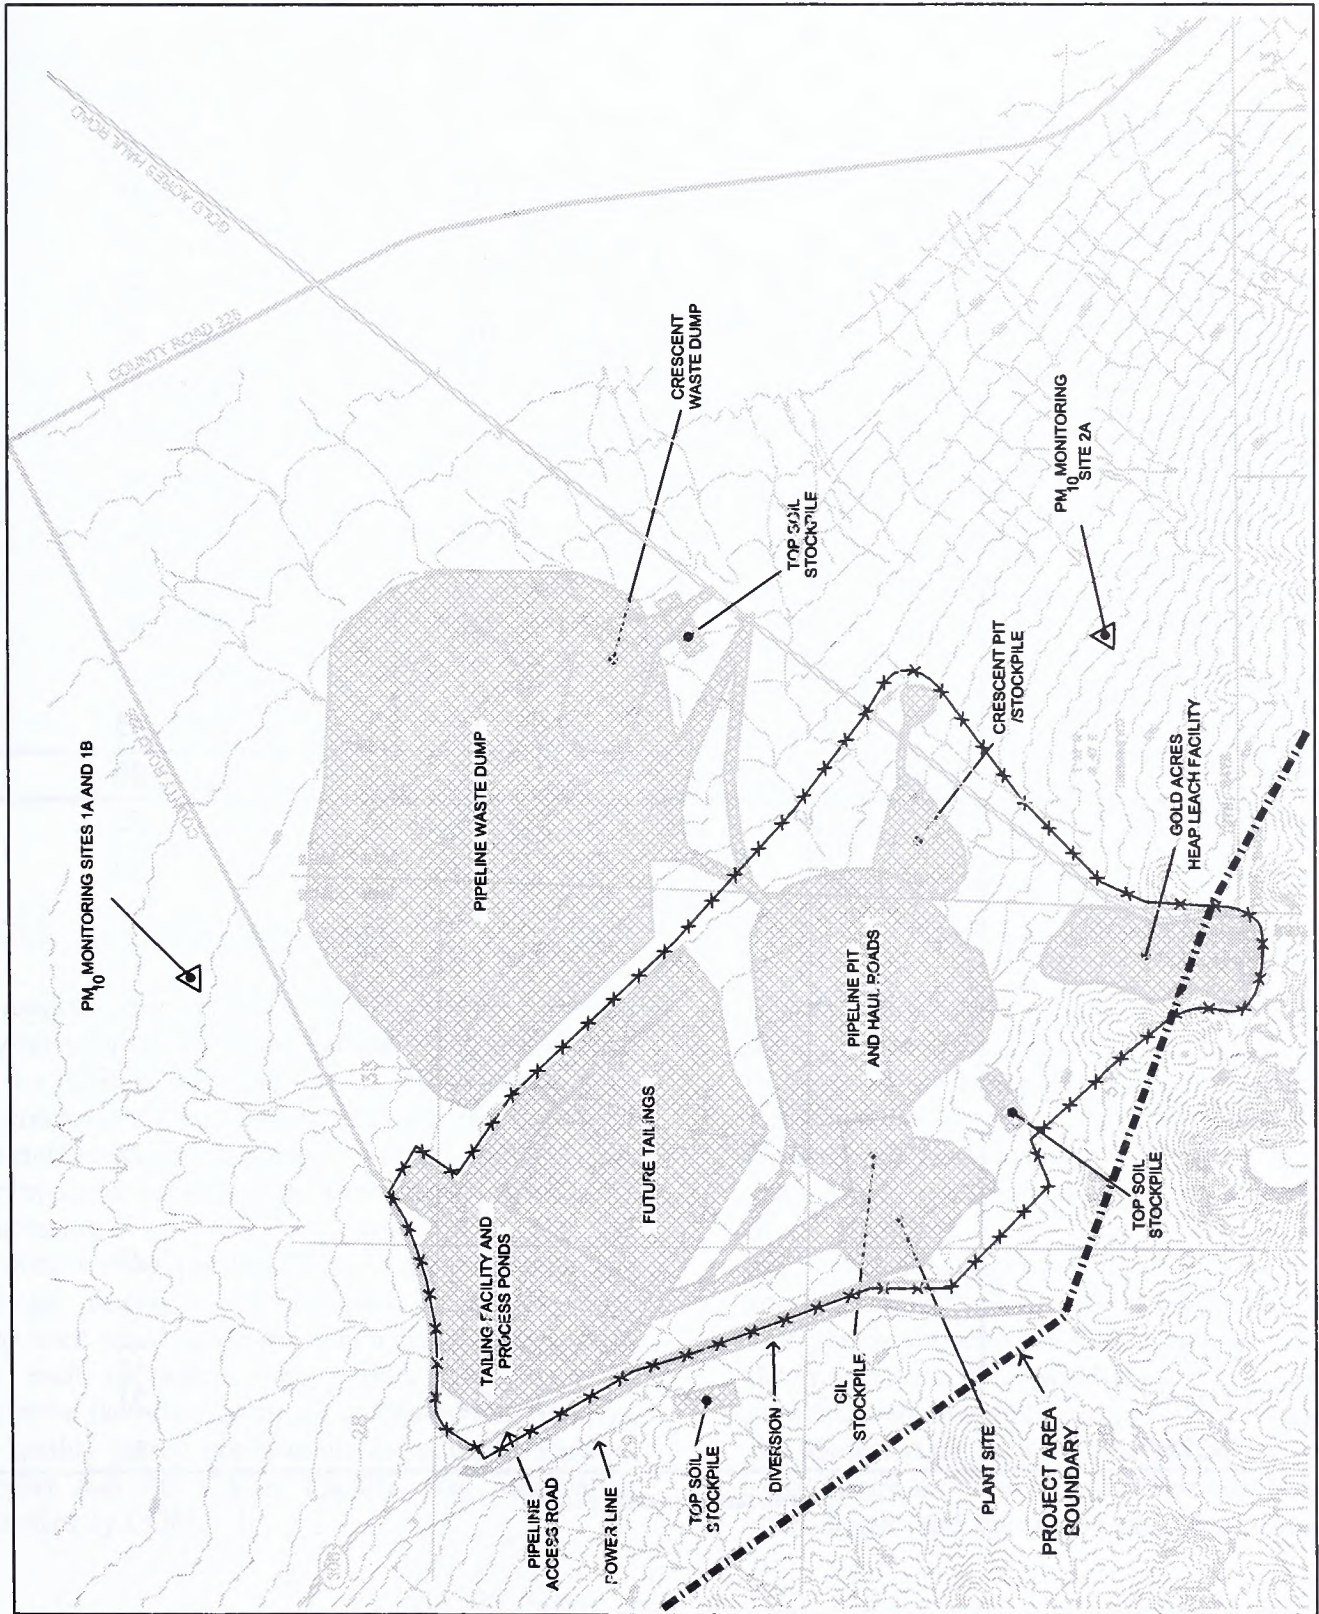 GOLD ACRES HAUL ROAD
COUNTY ROAD 225
COUNTY ROAD 225
PM10 MONITORING SITES 1A AND 1B
CRESCENT
WASTE DUMP
TOP SOIL
STOCKPILE
PM10 MONITORING
SITE 2A
PIPELINE WASTE DUMP
CRESCENT PIT
/STOCKPILE
GOLD ACRES
HEAP LEACH FACILITY
PIPELINE PIT
AND HAUL ROADS
FUTURE TAILINGS
TAILING FACILITY AND
PROCESS PONDS
TOP SOIL
STOCKPILE
PIPELINE
ACCESS ROAD
POWER LINE
TOP SOIL
STOCKPILE
DIVERSION
CIL
STOCKPILE
PLANT SITE
PROJECT AREA
BOUNDARY